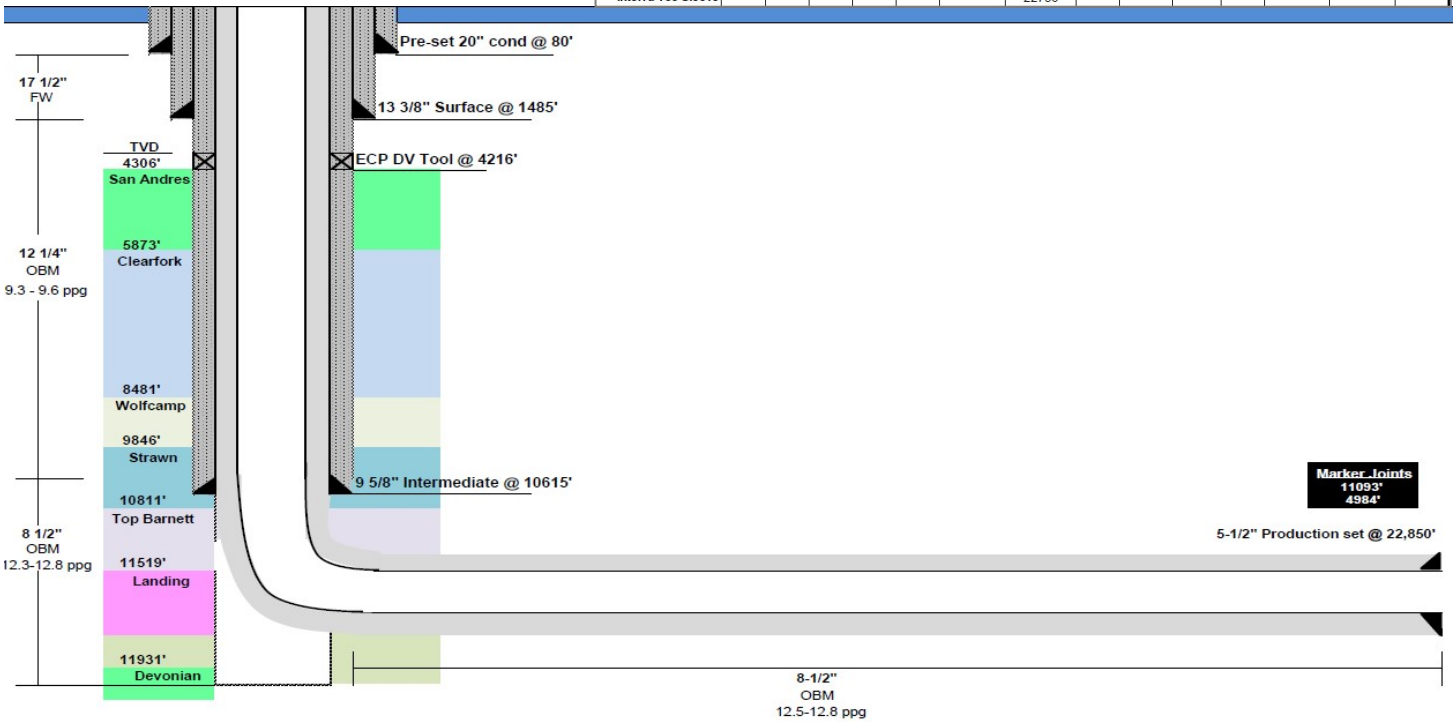 22750
Pre-set 20" cond @ 80'
17 1/2"
FW
13 3/8" Surface @ 1485'
TVD
4306'
San Andres
ECP DV Tool @ 4216'
5873'
Clearfork
12 1/4"
OBM
9.3 - 9.6 ppg
8481'
Wolfcamp
9846'
Strawn
9 5/8" Intermediate @ 10615'
10811'
Top Barnett
Marker Joints
11093'
4984'
8 1/2"
OBM
12.3-12.8 ppg
5-1/2" Production set @ 22,850'
11519'
Landing
11931'
Devonian
8-1/2"
OBM
12.5-12.8 ppg